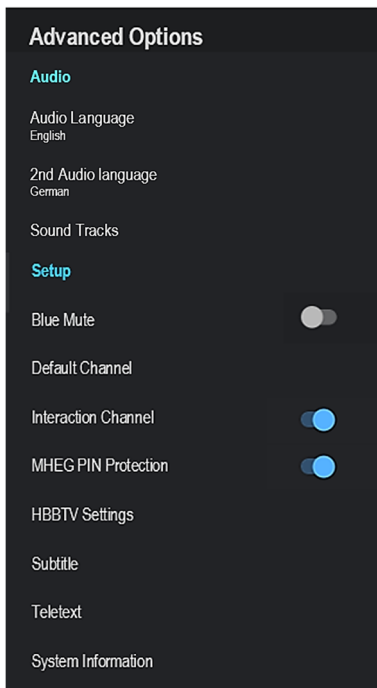 Advanced Options
Audio
Audio Language
English
2nd Audio language
German
Sound Tracks
Setup
Blue Mute
Default Channel
Interaction Channel
MHEG PIN Protection
HBBTV Settings
Subtitle
Teletext
System Information